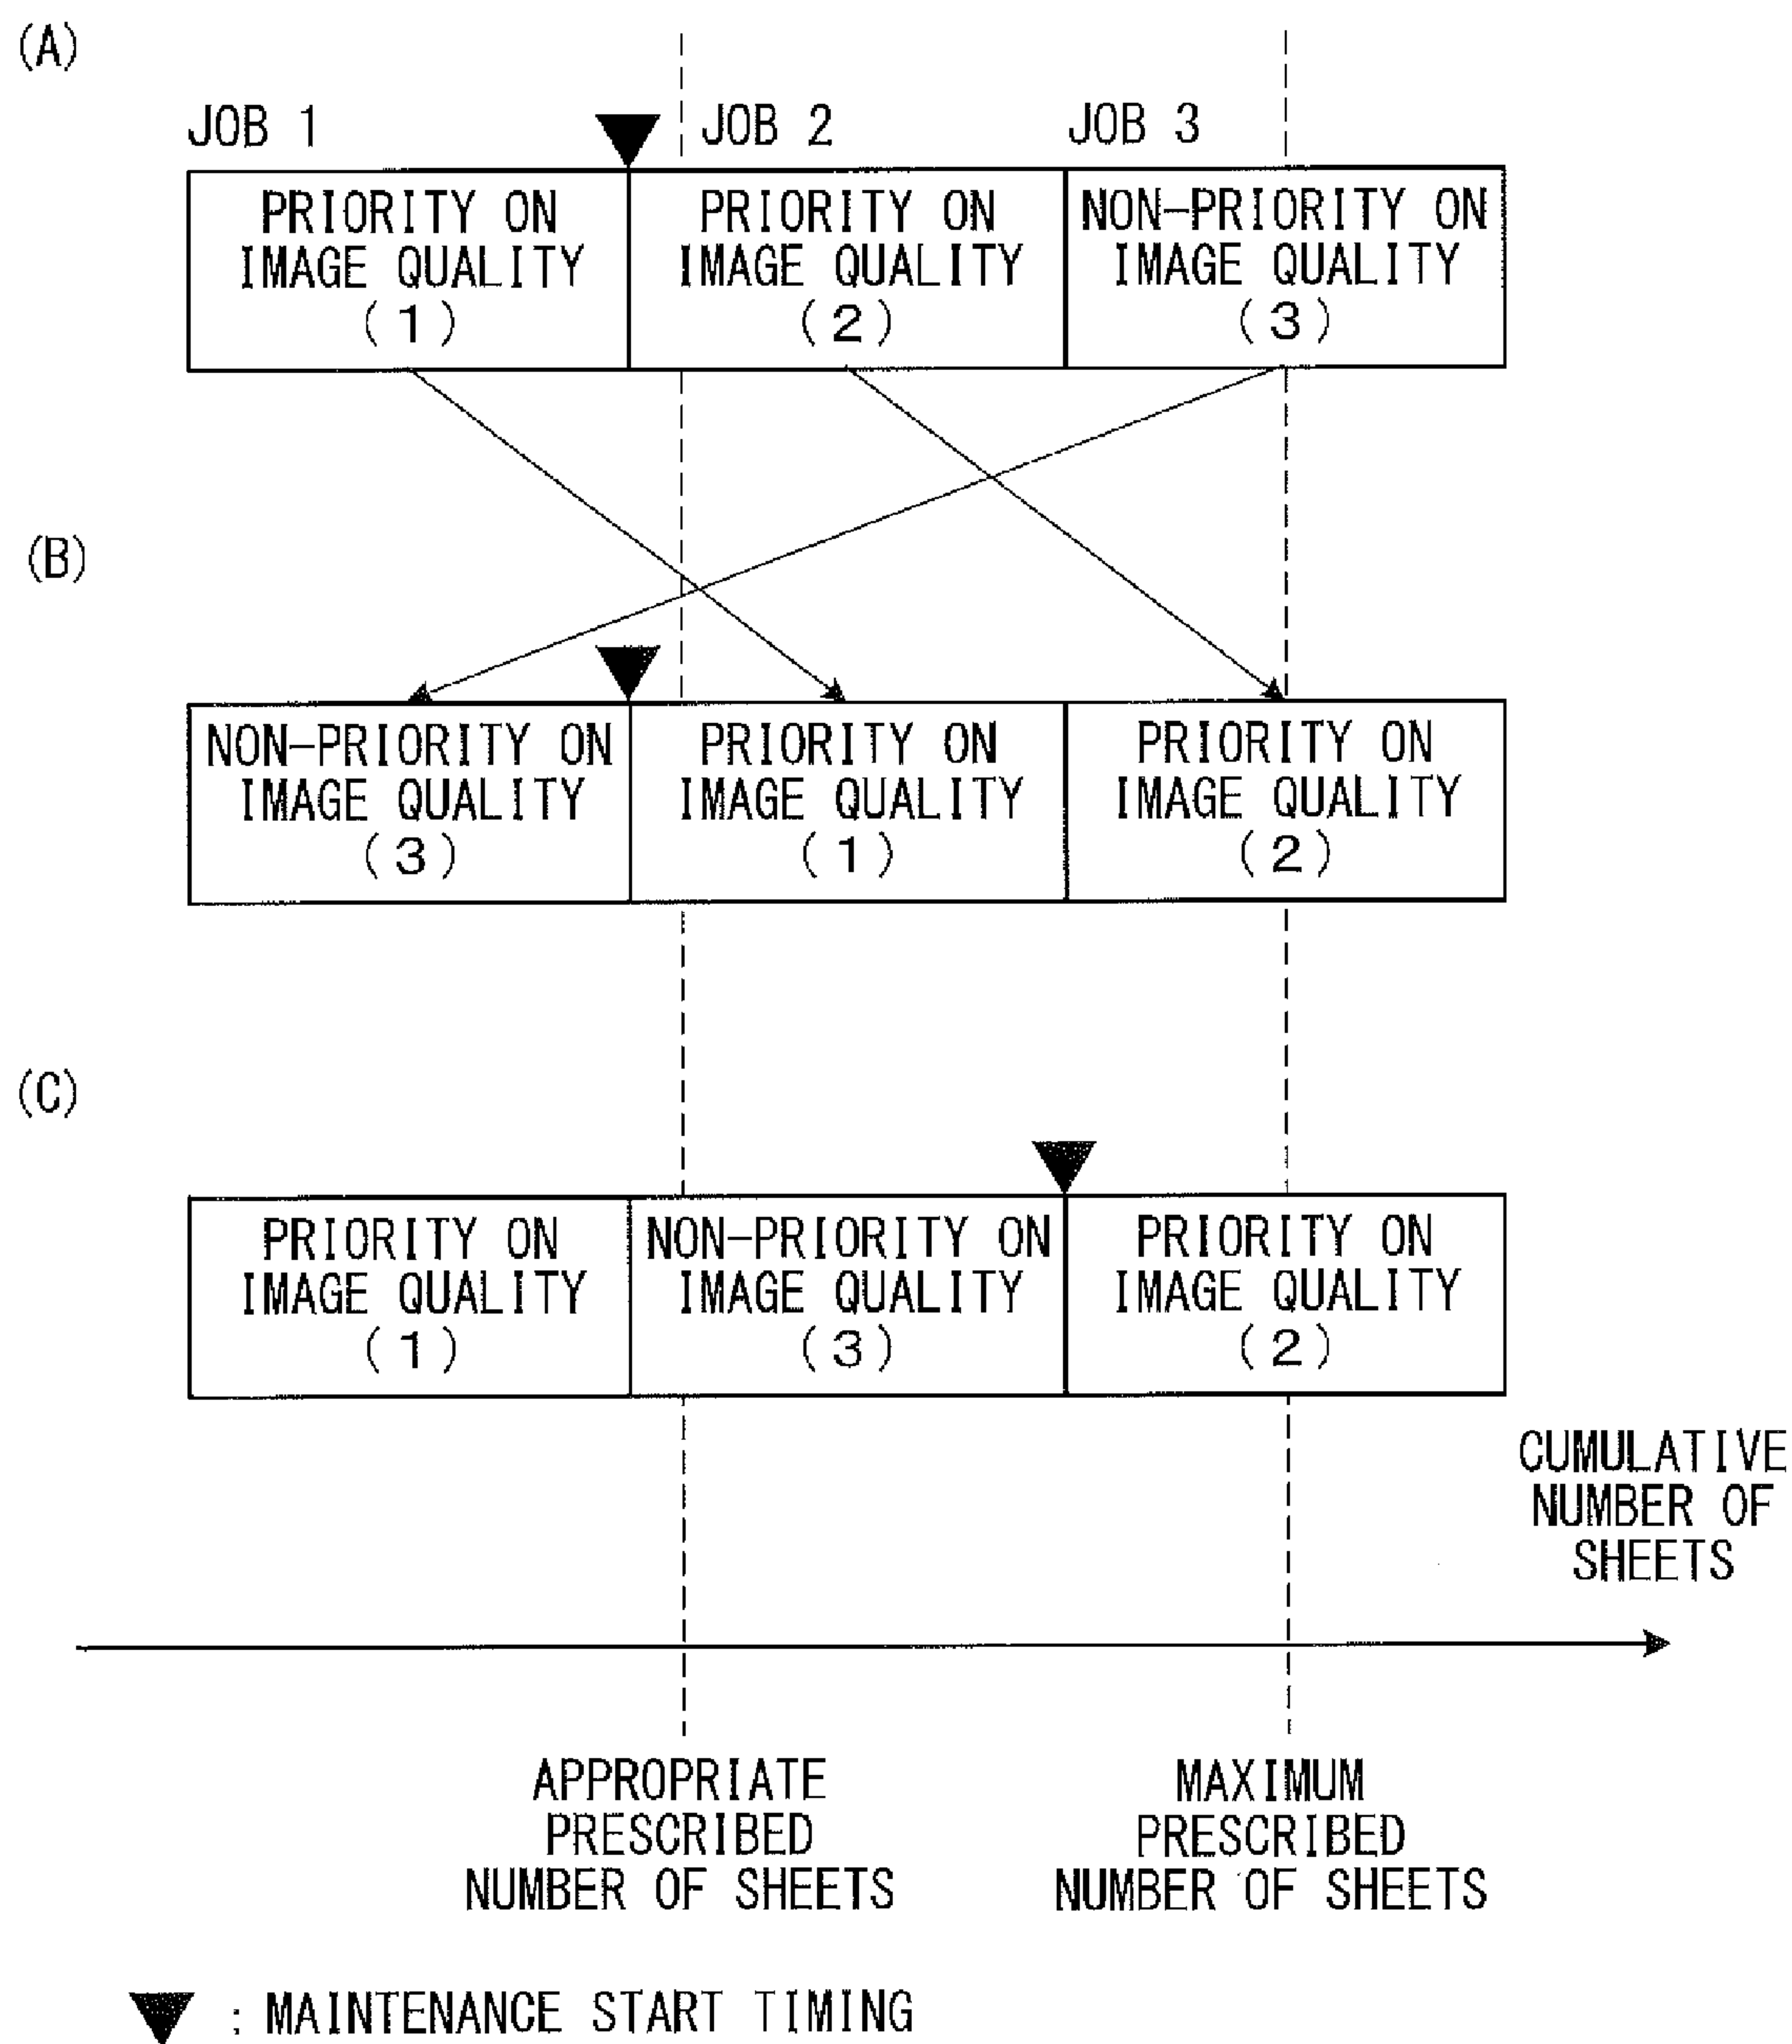 (A)
JOB 1
JOB 2
JOB 3
PRIORITY ON
IMAGE QUALITY
(1)
PRIORITY ON
IMAGE QUALITY
(2)
NON-PRIORITY ON
IMAGE QUALITY
(3)
(B)
NON-PRIORITY ON
IMAGE QUALITY
(3)
PRIORITY ON
IMAGE QUALITY
(1)
PRIORITY ON
IMAGE QUALITY
(2)
(C)
PRIORITY ON
IMAGE QUALITY
(1)
NON-PRIORITY ON
IMAGE QUALITY
(3)
PRIORITY ON
IMAGE QUALITY
(2)
CUMULATIVE
NUMBER OF
SHEETS
APPROPRIATE
PRESCRIBED
NUMBER OF SHEETS
MAXIMUM
PRESCRIBED
NUMBER OF SHEETS
▼ : MAINTENANCE START TIMING